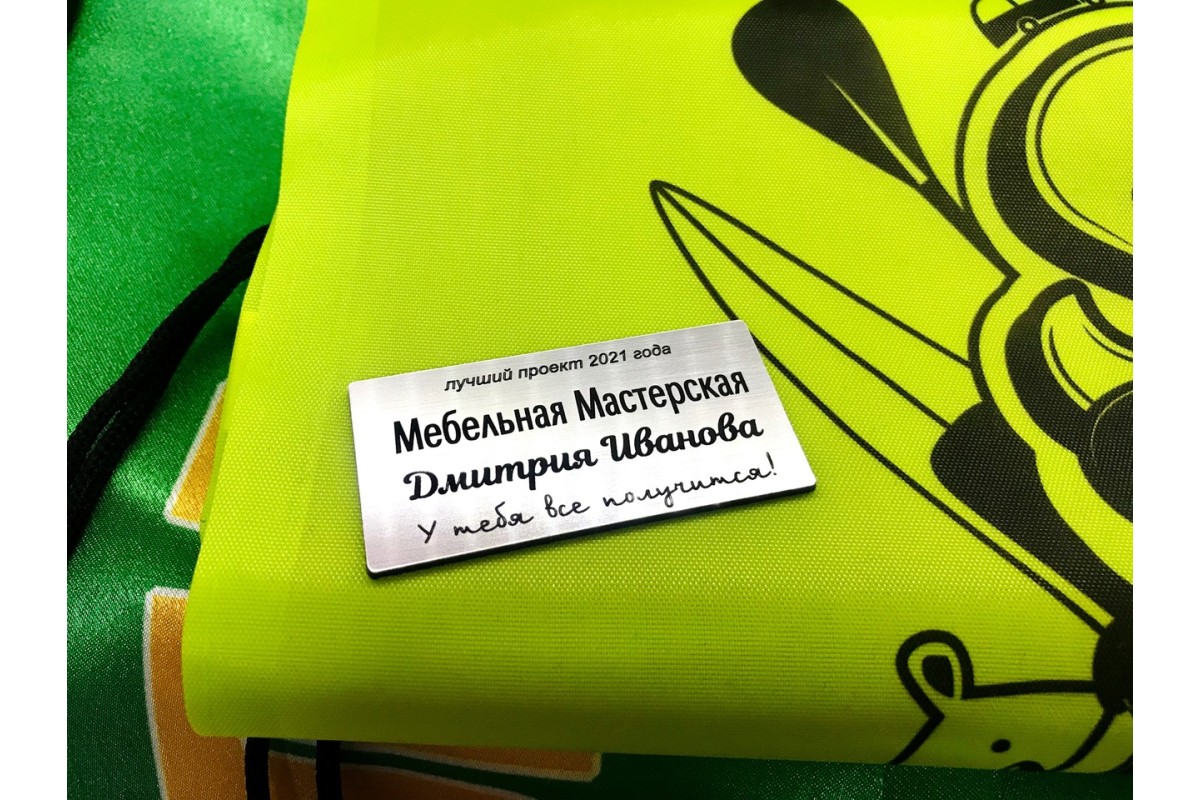 лучший проект 2021 года
Мебельная Мастерская
Дмитрия Иванова
У тебя все получится!